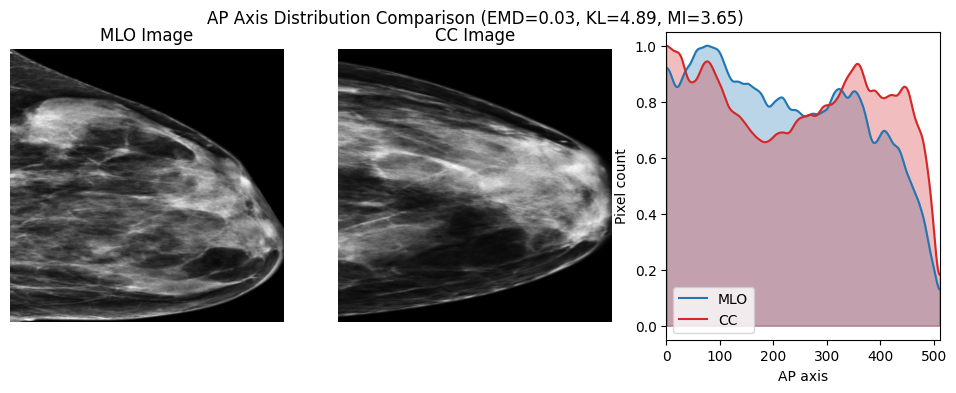 AP Axis Distribution Comparison (EMD=0.03, KL=4.89, MI=3.65)
MLO Image
CC Image
1.0
0.8
0.6
0.4
0.2
0.0
Pixel count
MLO
CC
0 100 200 300 400 500
AP axis